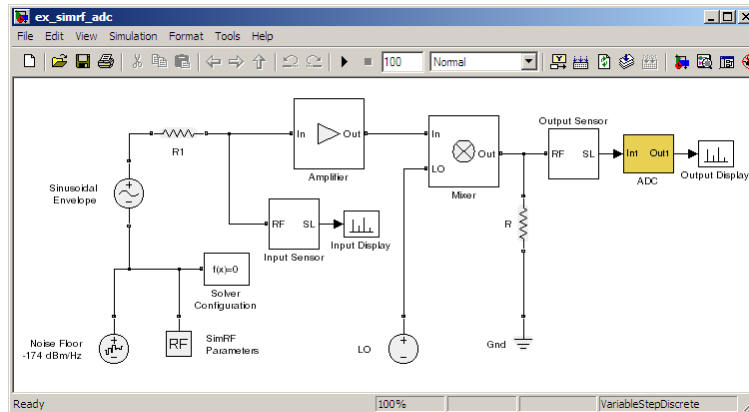 ex_simrf_adc
File Edit View Simulation Format Tools Help
100 Normal
R1
Sinusoidal
Envelope
In Out
Amplifier
In
LO
Out
Mixer
Output Sensor
RF SL
In1 Out1
ADC
Output Display
RF SL
Input Sensor
Input Display
R
f(x)=0
Solver
Configuration
Noise Floor
-174 dBm/Hz
RF
SimRF
Parameters
LO
Gnd
Ready 100% VariableStepDiscrete